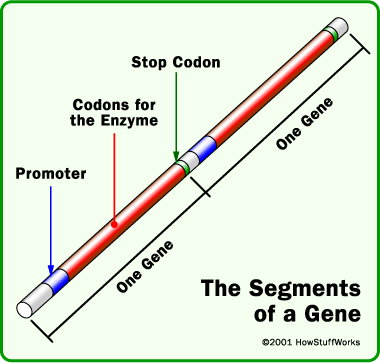 Stop Codon
Codons for
the Enzyme
One Gene
Promoter
One Gene
The Segments
of a Gene
©2001 HowStuffWorks